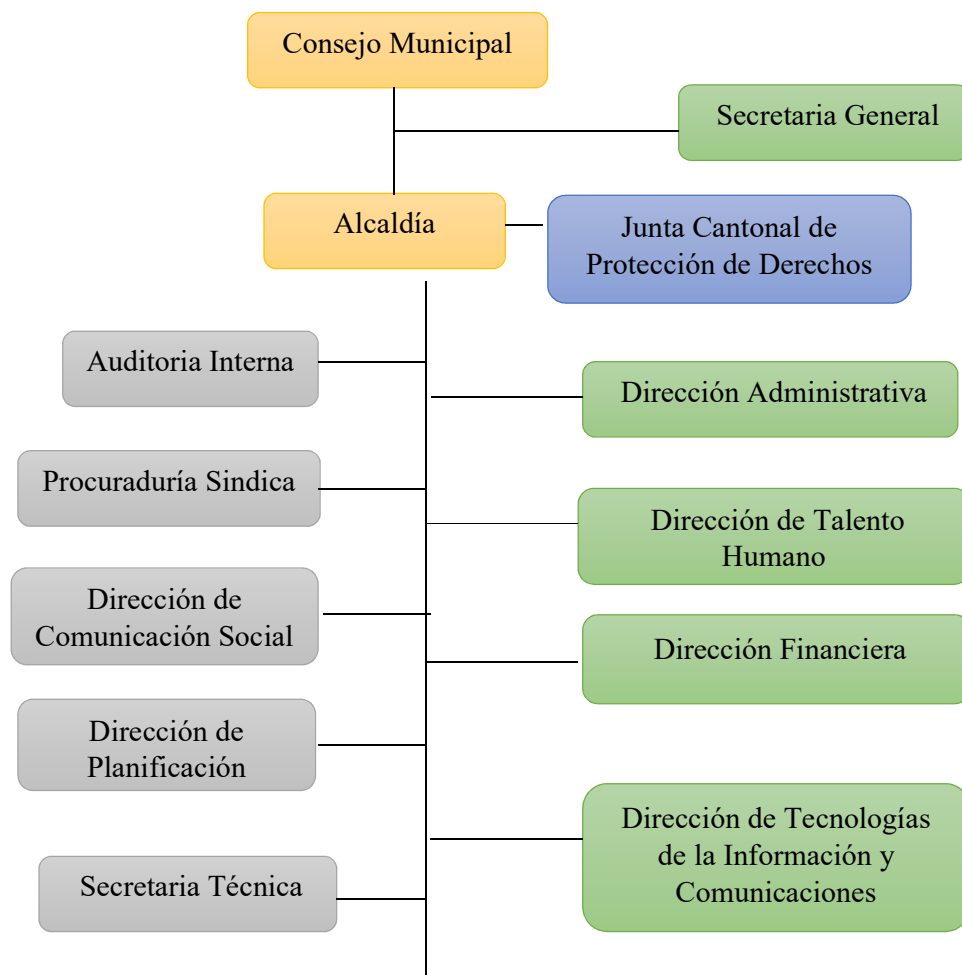 Consejo Municipal
Secretaria General
Alcaldía
Junta Cantonal de
Protección de Derechos
Auditoria Interna
Dirección Administrativa
Procuraduría Sindica
Dirección de Talento
Humano
Dirección de
Comunicación Social
Dirección Financiera
Dirección de
Planificación
Dirección de Tecnologías
de la Información y
Comunicaciones
Secretaria Técnica